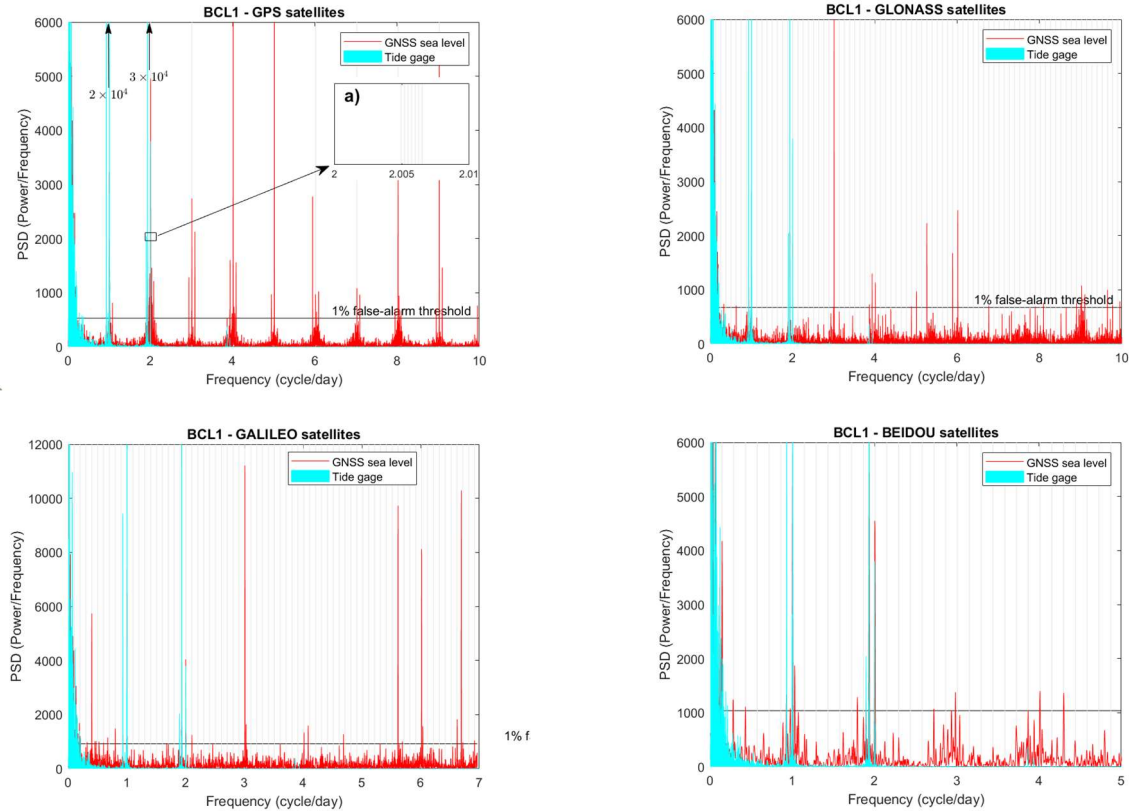 BCL1 - GPS satellites
6000
5000
4000
3000
2000
1000
0
PSD (Power/Frequency)
GNSS sea level
Tide gage
2 × 10^4
3 × 10^4
a)
2
2.005
2.01
1% false-alarm threshold
0
2
4
6
8
10
Frequency (cycle/day)
BCL1 - GLONASS satellites
6000
5000
4000
3000
2000
1000
0
PSD (Power/Frequency)
GNSS sea level
Tide gage
1% false-alarm threshold
0
2
4
6
8
10
Frequency (cycle/day)
BCL1 - GALILEO satellites
12000
10000
8000
6000
4000
2000
0
PSD (Power/Frequency)
GNSS sea level
Tide gage
1% f
0
1
2
3
4
5
6
7
Frequency (cycle/day)
BCL1 - BEIDOU satellites
6000
5000
4000
3000
2000
1000
0
PSD (Power/Frequency)
GNSS sea level
Tide gage
0
1
2
3
4
5
Frequency (cycle/day)